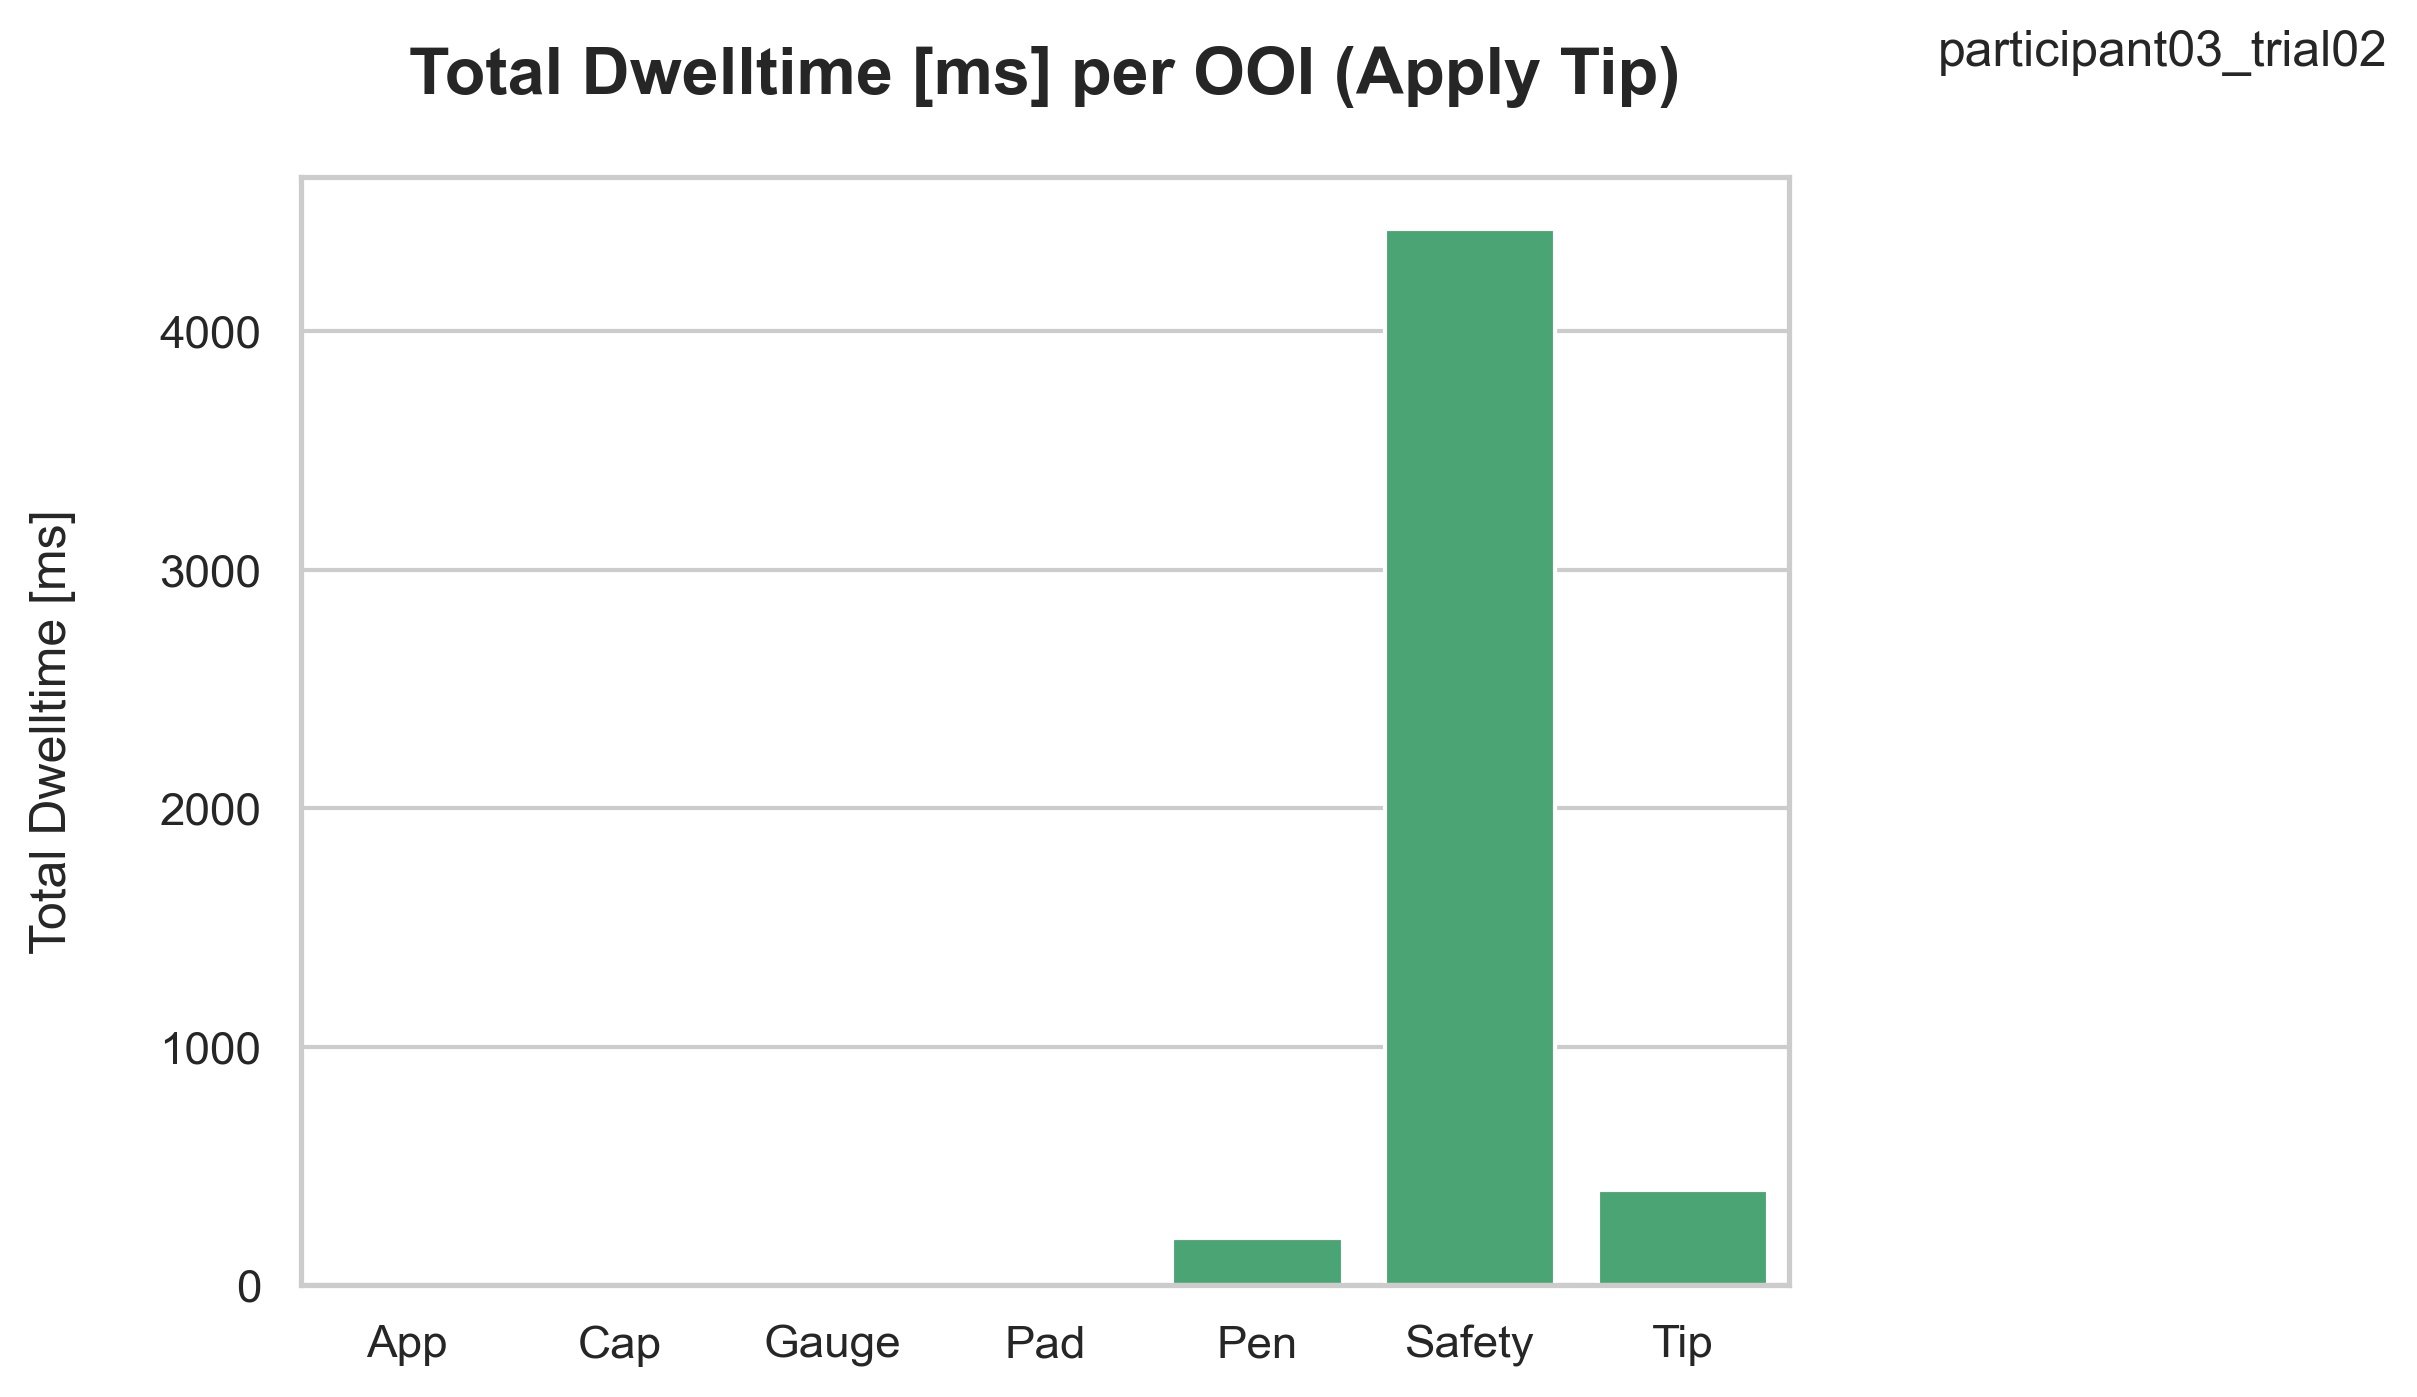 Total Dwelltime [ms] per OOI (Apply Tip)
participant03_trial02
Total Dwelltime [ms]
4000
3000
2000
1000
0
App Cap Gauge Pad Pen Safety Tip